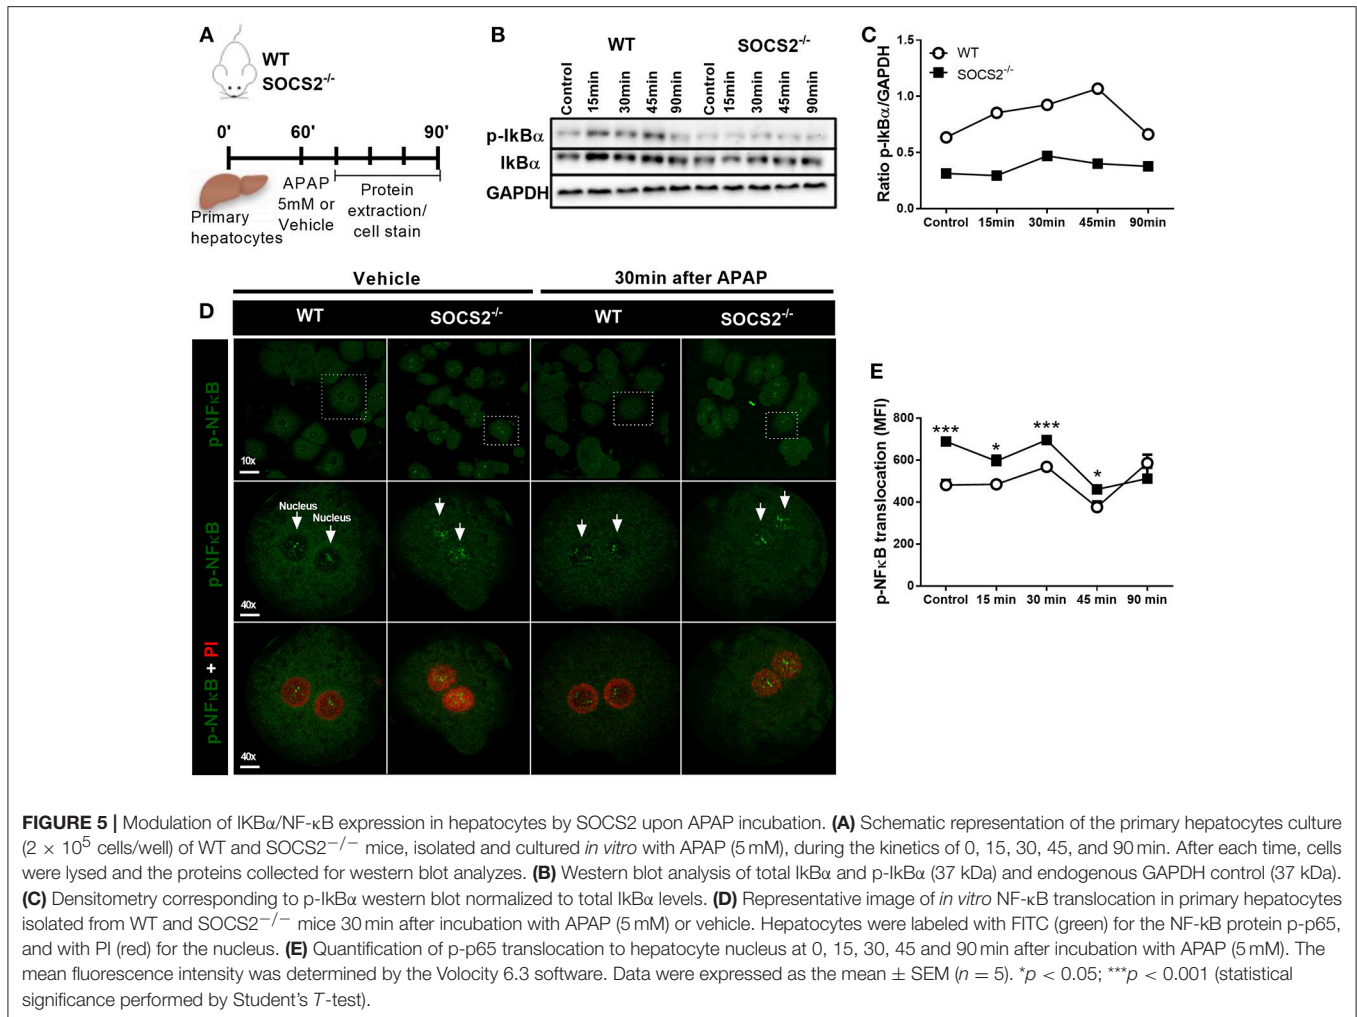 A
WT
SOCS2-/-
0'
60'
90'
Primary
hepatocytes
APAP
5mM or
Vehicle
Protein
extraction/
cell stain
B
WT
SOCS2-/-
Control
15min
30min
45min
90min
Control
15min
30min
45min
90min
p-IkBα
IkBα
GAPDH
C
Ratio p-IkBα/GAPDH
1.5
1.0
0.5
0.0
WT
SOCS2-/-
Control
15min
30min
45min
90min
Vehicle
30min after APAP
D
WT
SOCS2-/-
WT
SOCS2-/-
p-NFκB
10x
p-NFκB
Nucleus
Nucleus
40x
p-NFκB + PI
40x
E
p-NFκB translocation (MFI)
800
600
400
200
0
***
*
***
*
Control
15 min
30 min
45 min
90 min
FIGURE 5 | Modulation of IKBα/NF-κB expression in hepatocytes by SOCS2 upon APAP incubation. (A) Schematic representation of the primary hepatocytes culture
(2 × 10⁵ cells/well) of WT and SOCS2−/− mice, isolated and cultured in vitro with APAP (5 mM), during the kinetics of 0, 15, 30, 45, and 90 min. After each time, cells
were lysed and the proteins collected for western blot analyzes. (B) Western blot analysis of total IkBα and p-IkBα (37 kDa) and endogenous GAPDH control (37 kDa).
(C) Densitometry corresponding to p-IkBα western blot normalized to total IkBα levels. (D) Representative image of in vitro NF-κB translocation in primary hepatocytes
isolated from WT and SOCS2−/− mice 30 min after incubation with APAP (5 mM) or vehicle. Hepatocytes were labeled with FITC (green) for the NF-kB protein p-p65,
and with PI (red) for the nucleus. (E) Quantification of p-p65 translocation to hepatocyte nucleus at 0, 15, 30, 45 and 90 min after incubation with APAP (5 mM). The
mean fluorescence intensity was determined by the Volocity 6.3 software. Data were expressed as the mean ± SEM (n = 5). *p < 0.05; ***p < 0.001 (statistical
significance performed by Student's T-test).